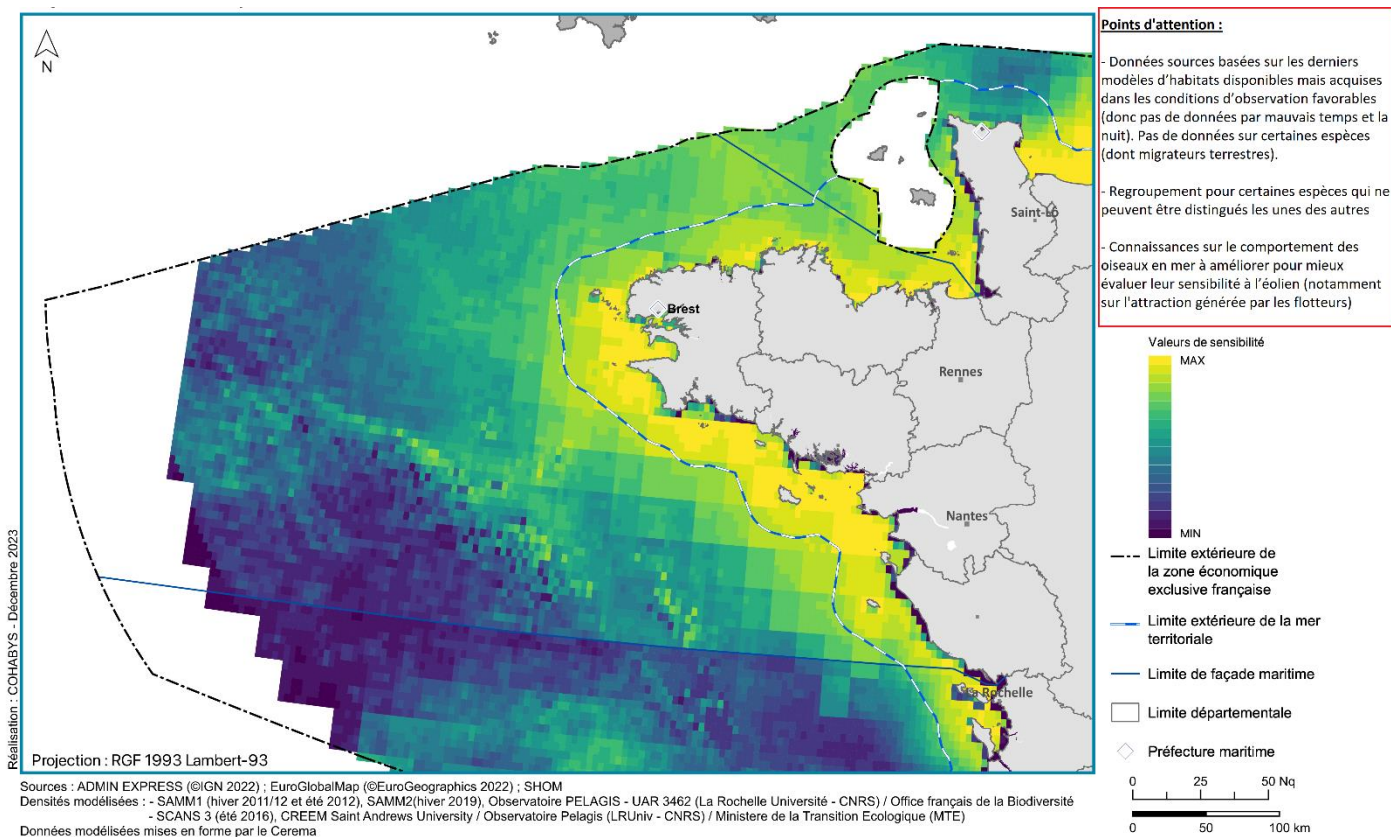 Points d'attention :
- Données sources basées sur les derniers
modèles d'habitats disponibles mais acquises
dans les conditions d'observation favorables
(donc pas de données par mauvais temps et la
nuit). Pas de données sur certaines espèces
(dont migrateurs terrestres).
- Regroupement pour certaines espèces qui ne
peuvent être distingués les unes des autres
- Connaissances sur le comportement des
oiseaux en mer à améliorer pour mieux
évaluer leur sensibilité à l'éolien (notamment
sur l'attraction générée par les flotteurs)
N
Saint-Lô
Brest
Rennes
Nantes
La Rochelle
Valeurs de sensibilité
MAX
MIN
Limite extérieure de
la zone économique
exclusive française
Limite extérieure de la mer
territoriale
Limite de façade maritime
Limite départementale
Préfecture maritime
0 25 50 Nq
0 50 100 km
Réalisation : COHABYS - Décembre 2023
Projection : RGF 1993 Lambert-93
Sources : ADMIN EXPRESS (©IGN 2022) ; EuroGlobalMap (©EuroGeographics 2022) ; SHOM
Densités modélisées : - SAMM1 (hiver 2011/12 et été 2012), SAMM2(hiver 2019), Observatoire PELAGIS - UAR 3462 (La Rochelle Université - CNRS) / Office français de la Biodiversité
- SCANS 3 (été 2016), CREEM Saint Andrews University / Observatoire Pelagis (LRUniv - CNRS) / Ministere de la Transition Ecologique (MTE)
Données modélisées mises en forme par le Cerema